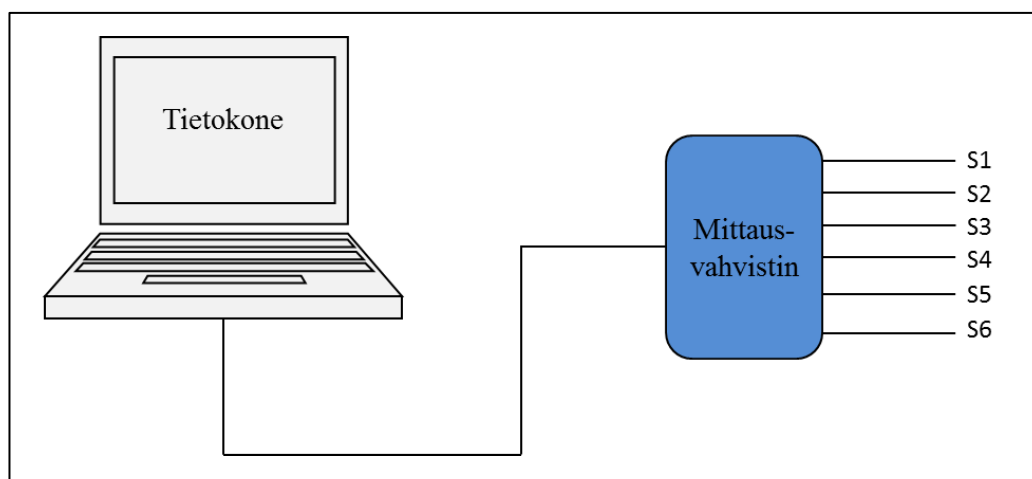 Tietokone
Mittaus-
vahvistin
S1
S2
S3
S4
S5
S6